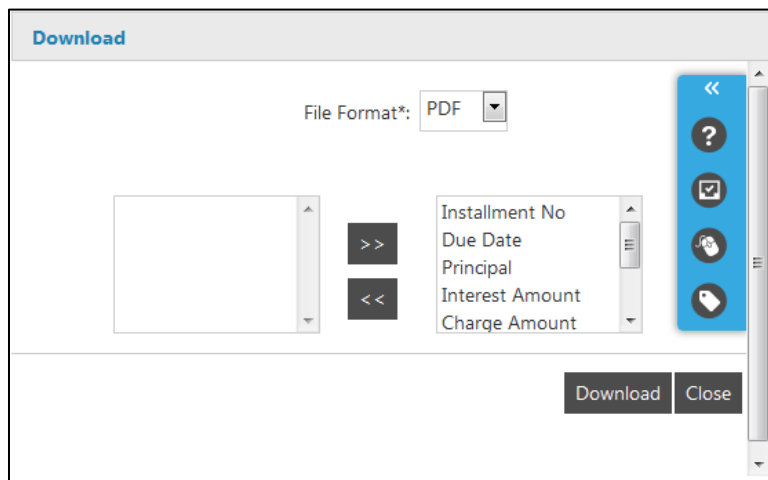 Download
File Format*: PDF
Installment No
Due Date
Principal
Interest Amount
Charge Amount
>>
<<
Download Close